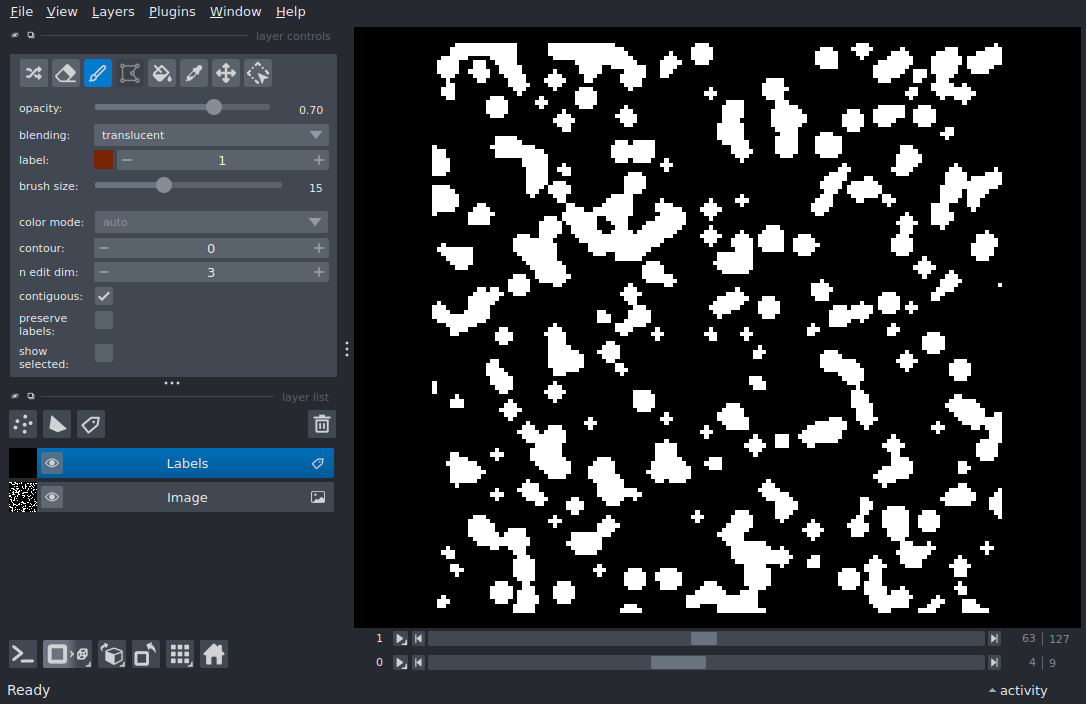 File View Layers Plugins Window Help
layer controls
opacity: 0.70
blending: translucent
label: 1
brush size: 15
color mode: auto
contour: 0
n edit dim: 3
contiguous:
preserve
labels:
show
selected:
layer list
Labels
Image
1 63 127
0 4 9
Ready activity